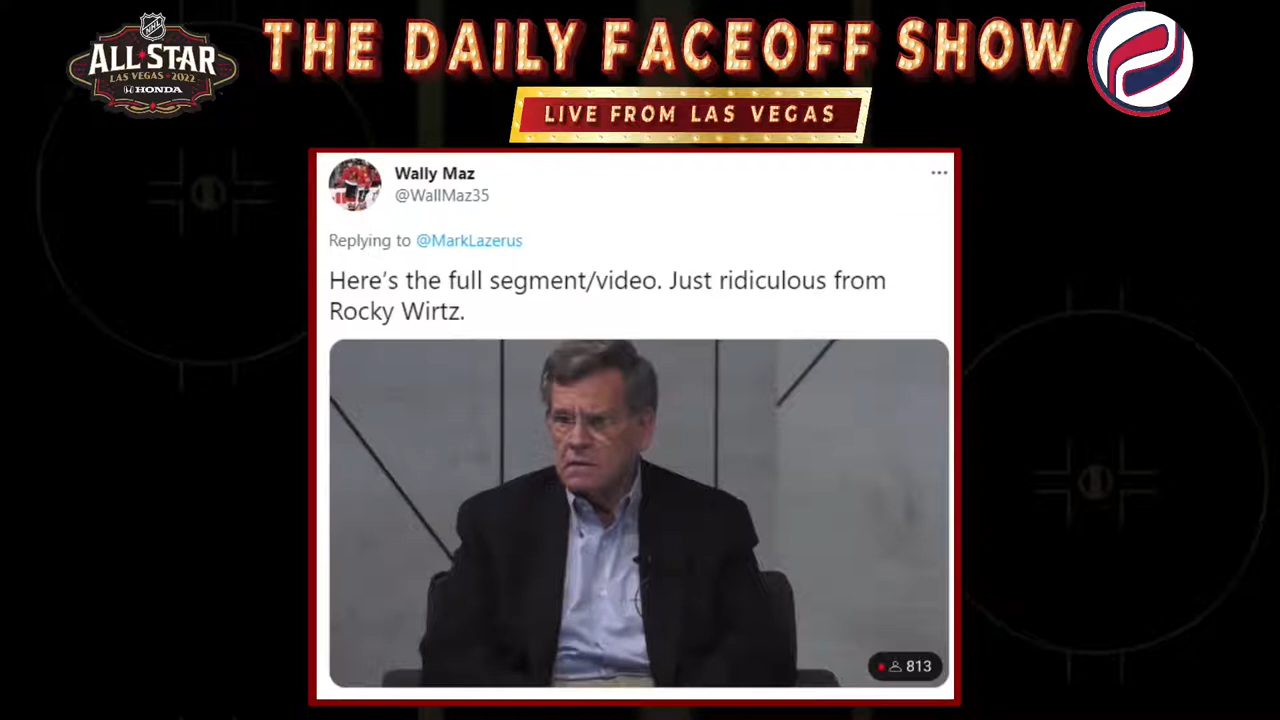 NHL
ALL STAR
LAS VEGAS • 2022
HONDA
THE DAILY FACEOFF SHOW
LIVE FROM LAS VEGAS
Wally Maz
@WallMaz35
Replying to @MarkLazerus
Here's the full segment/video. Just ridiculous from
Rocky Wirtz.
813